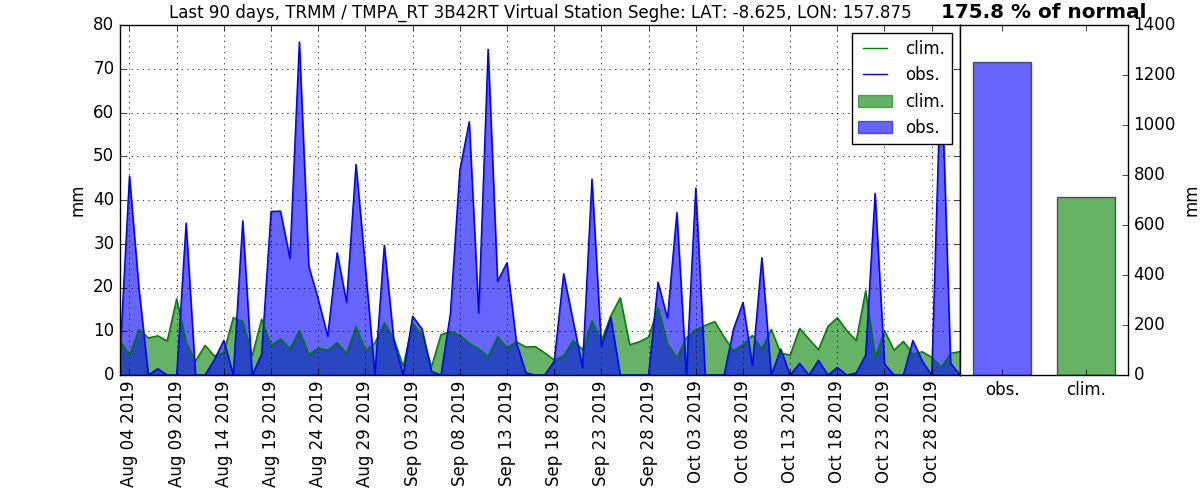 Last 90 days, TRMM / TMPA_RT 3B42RT Virtual Station Seghe: LAT: -8.625, LON: 157.875
175.8 % of normal
80
70
60
50
40
30
20
10
0
mm
clim.
obs.
clim.
obs.
1400
1200
1000
800
600
400
200
0
mm
obs.
clim.
Aug 04 2019
Aug 09 2019
Aug 14 2019
Aug 19 2019
Aug 24 2019
Aug 29 2019
Sep 03 2019
Sep 08 2019
Sep 13 2019
Sep 18 2019
Sep 23 2019
Sep 28 2019
Oct 03 2019
Oct 08 2019
Oct 13 2019
Oct 18 2019
Oct 23 2019
Oct 28 2019